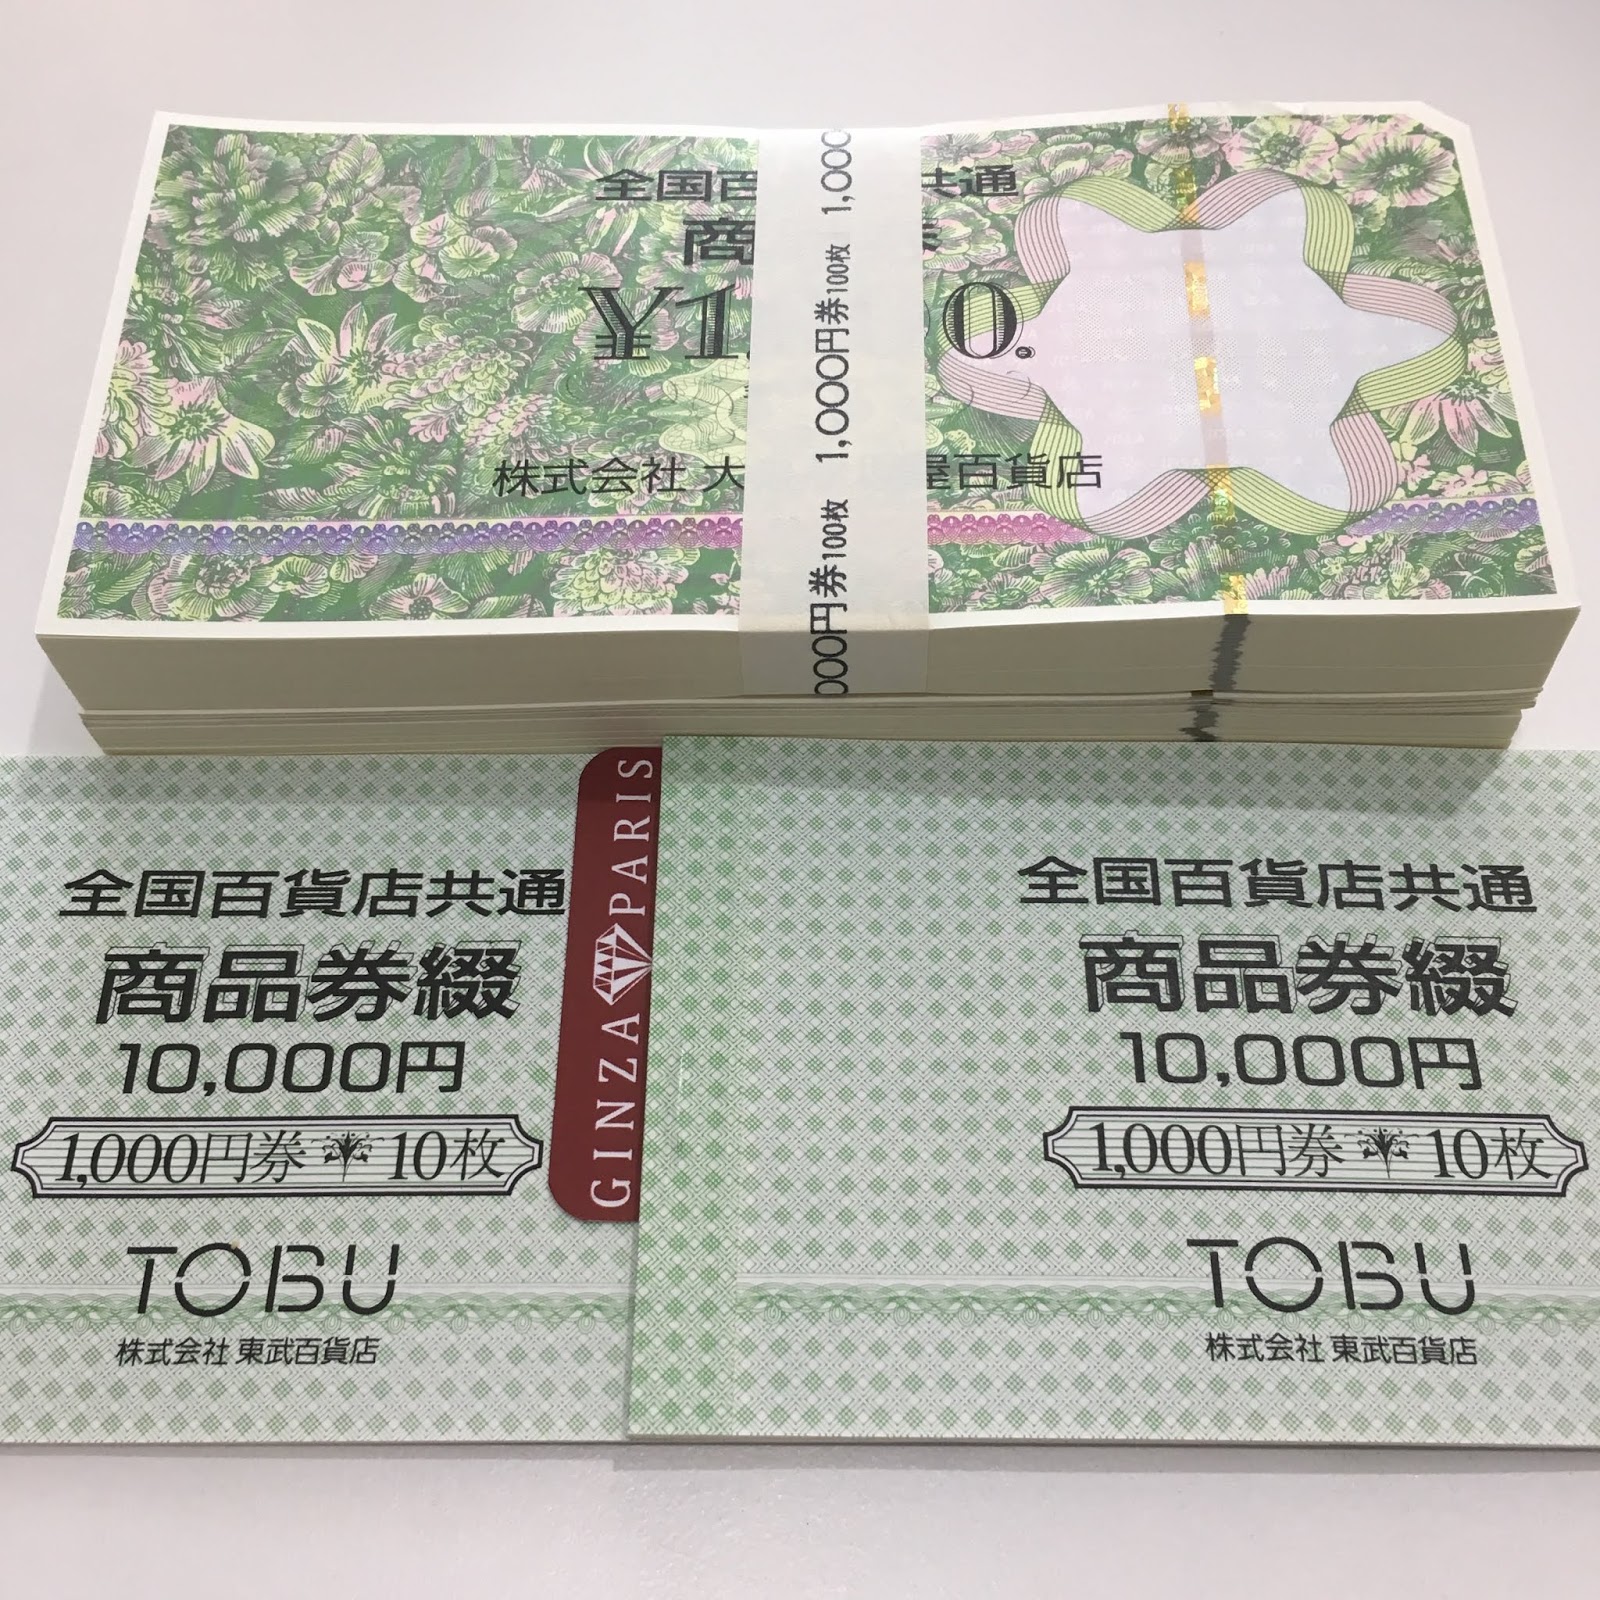 全国百 共通
商
¥1 0.
株式会社 大 屋百貨店
1,000円券100枚 1,000円券100枚 1,000
全国百貨店共通
商品券綴
10,000円
1,000円券 10枚
TOBU
株式会社 東武百貨店
GINZA PARIS
全国百貨店共通
商品券綴
10,000円
1,000円券 10枚
TOBU
株式会社 東武百貨店